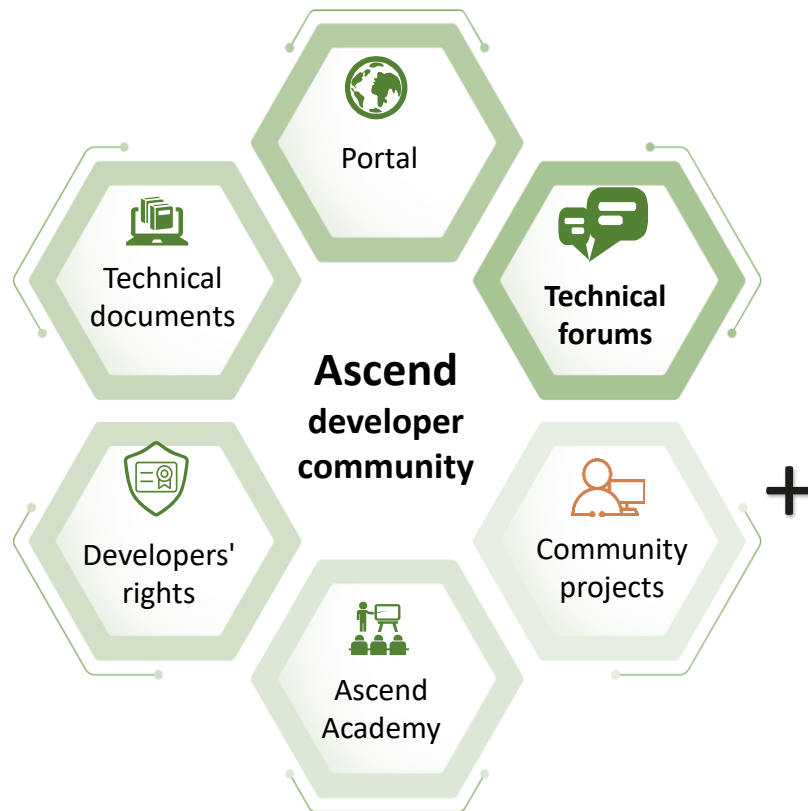 Portal
Technical
documents
Technical
forums
Ascend
developer
community
Developers'
rights
Community
projects
Ascend
Academy
+